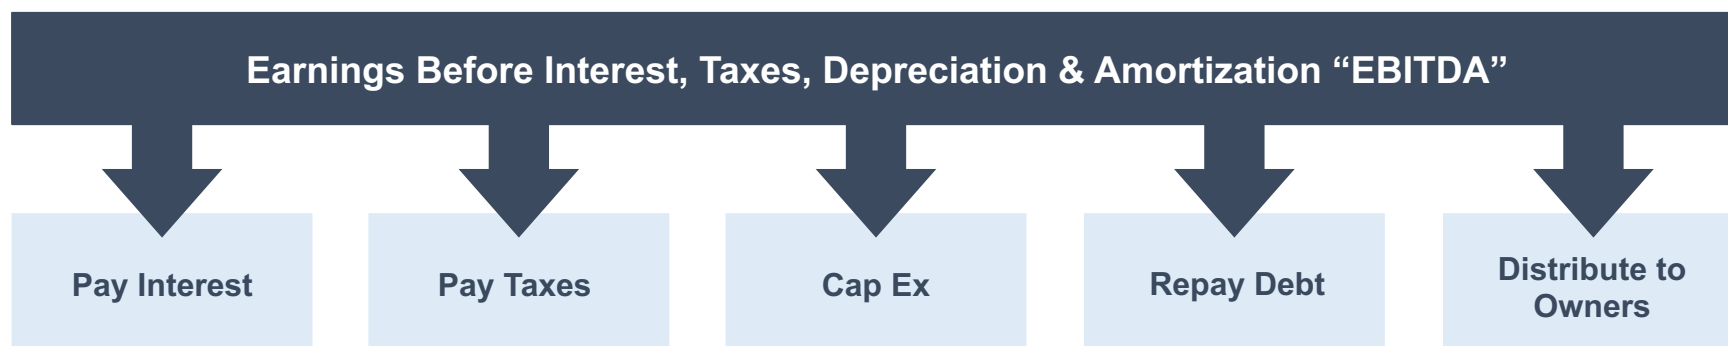 Earnings Before Interest, Taxes, Depreciation & Amortization “EBITDA”
Pay Interest
Pay Taxes
Cap Ex
Repay Debt
Distribute to
Owners